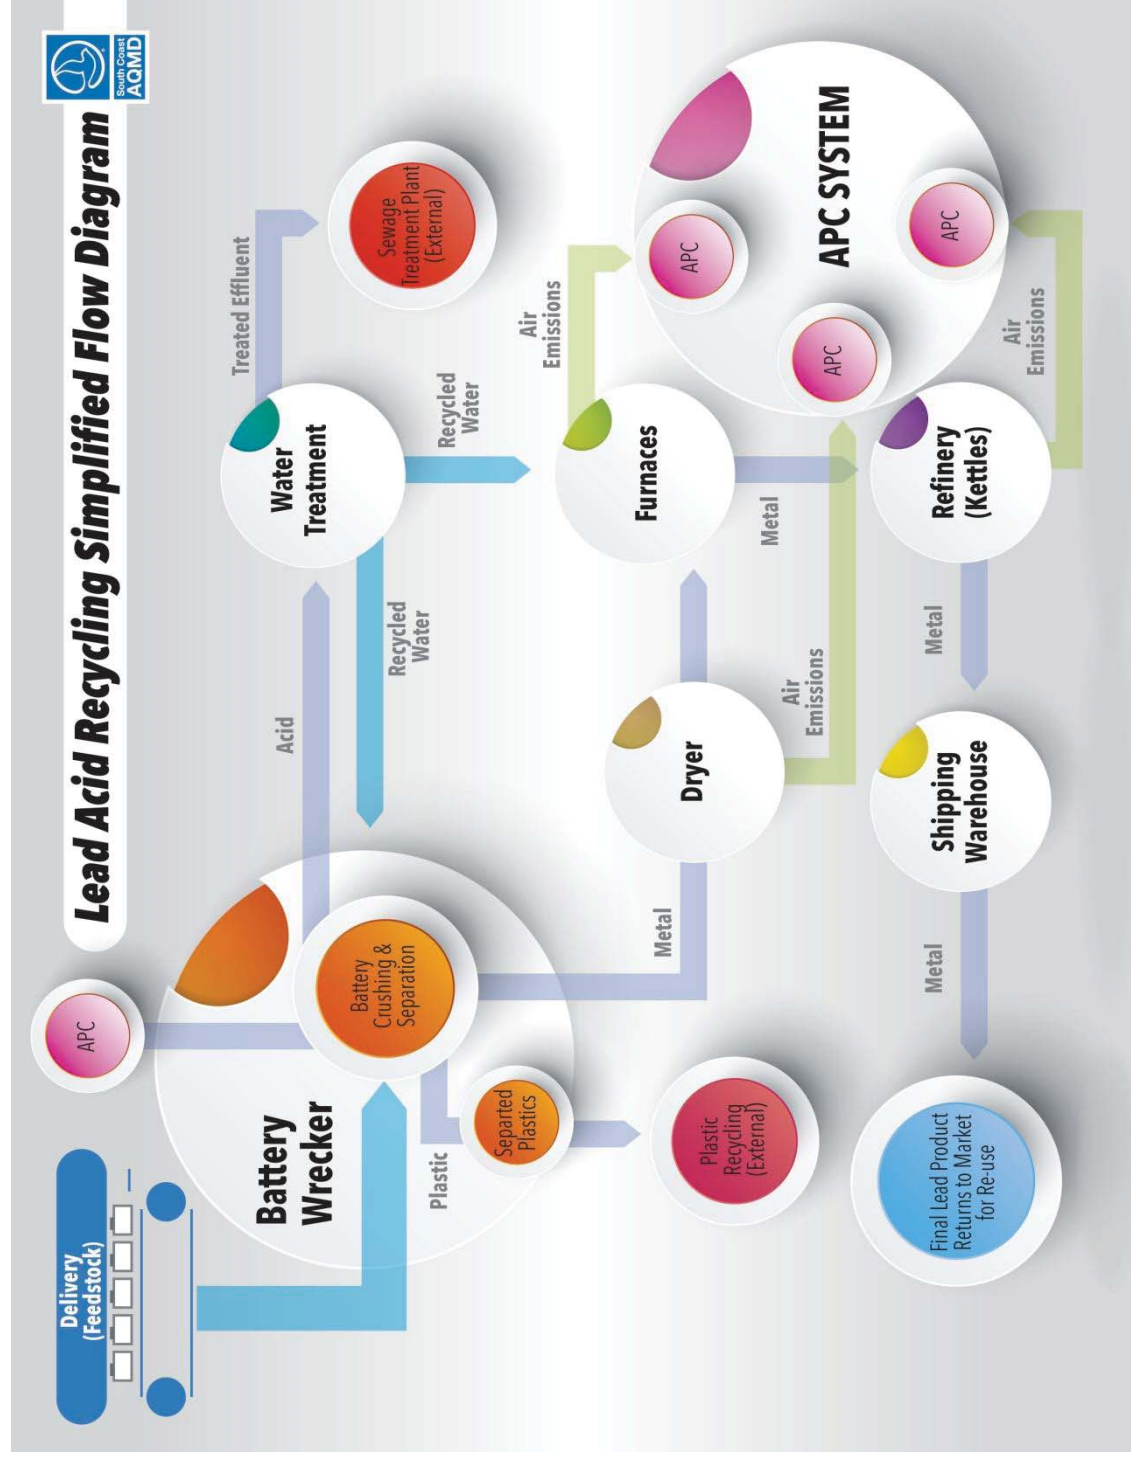 Lead Acid Recycling Simplified Flow Diagram
South Coast
AQMD
Delivery
(Feedstock)
APC
Battery
Wrecker
Battery
Crushing &
Separation
Acid
Water
Treatment
Treated Effluent
Sewage
Treatment Plant
(External)
Recycled
Water
Recycled
Water
Plastic
Separted
Plastics
Plastic
Recycling
(External)
Metal
Dryer
Air
Emissions
Furnaces
Air
Emissions
Metal
APC
APC
APC
APC SYSTEM
Refinery
(Kettles)
Air
Emissions
Metal
Shipping
Warehouse
Metal
Final Lead Product
Returns to Market
for Re-use